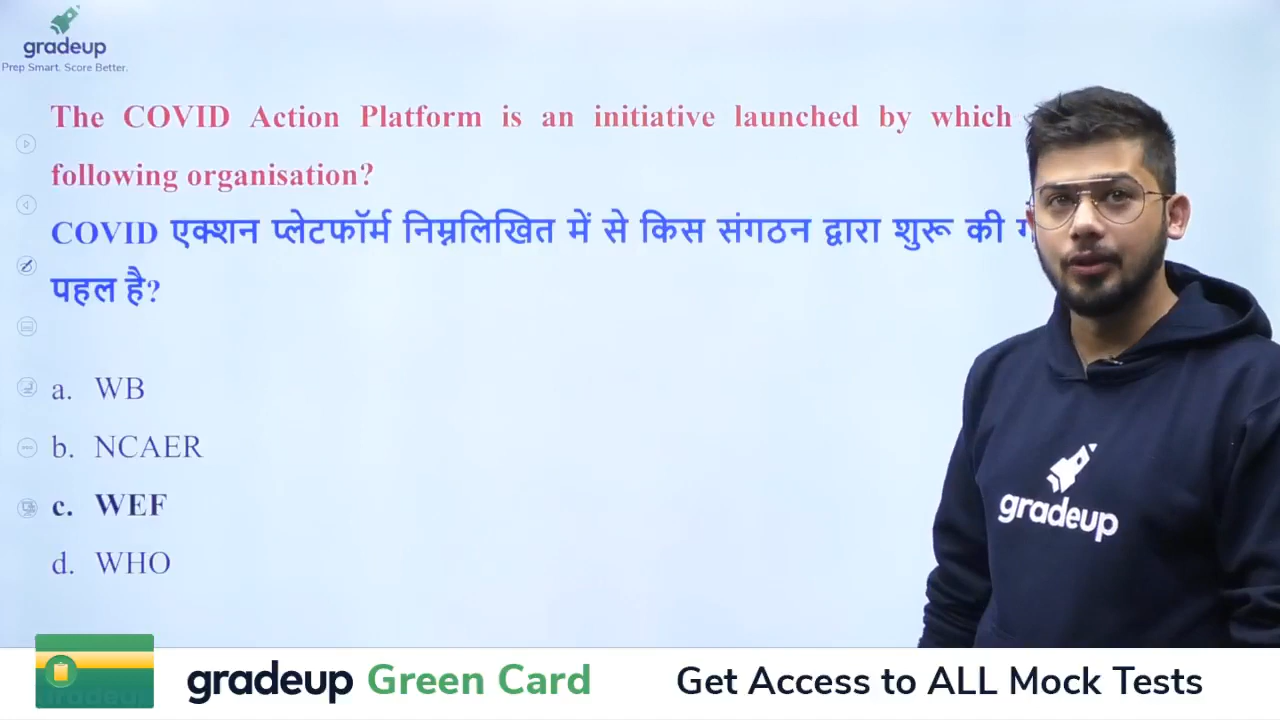 gradeup
Prep Smart. Score Better.
The COVID Action Platform is an initiative launched by which
following organisation?
COVID एक्शन प्लेटफॉर्म निम्नलिखित में से किस संगठन द्वारा शुरू की
पहल है?
a. WB
b. NCAER
c. WEF
d. WHO
gradeup
gradeup Green Card
Get Access to ALL Mock Tests